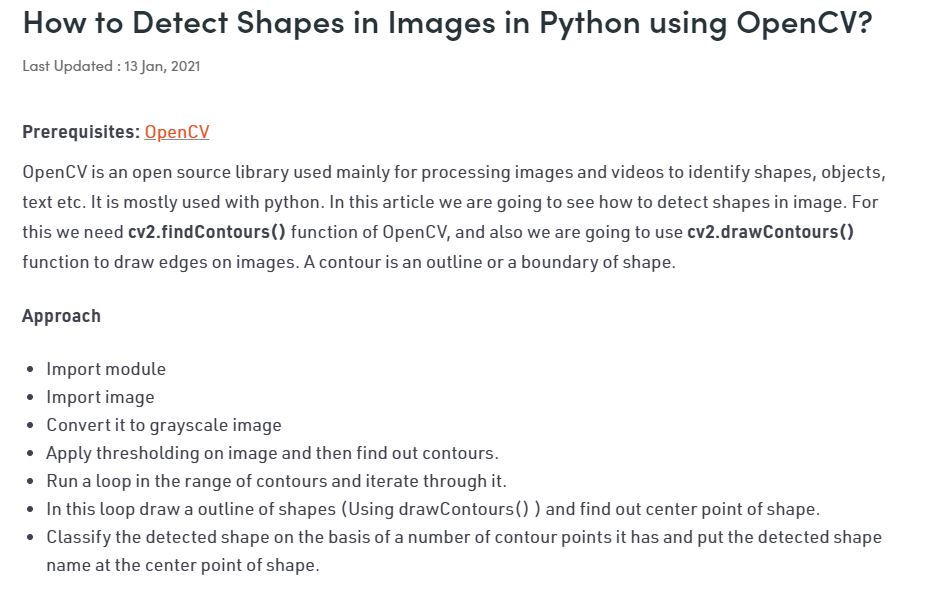 How to Detect Shapes in Images in Python using OpenCV?
Last Updated : 13 Jan, 2021
Prerequisites: OpenCV
OpenCV is an open source library used mainly for processing images and videos to identify shapes, objects,
text etc. It is mostly used with python. In this article we are going to see how to detect shapes in image. For
this we need cv2.findContours() function of OpenCV, and also we are going to use cv2.drawContours()
function to draw edges on images. A contour is an outline or a boundary of shape.
Approach
• Import module
• Import image
• Convert it to grayscale image
• Apply thresholding on image and then find out contours.
• Run a loop in the range of contours and iterate through it.
• In this loop draw a outline of shapes (Using drawContours() ) and find out center point of shape.
• Classify the detected shape on the basis of a number of contour points it has and put the detected shape
name at the center point of shape.